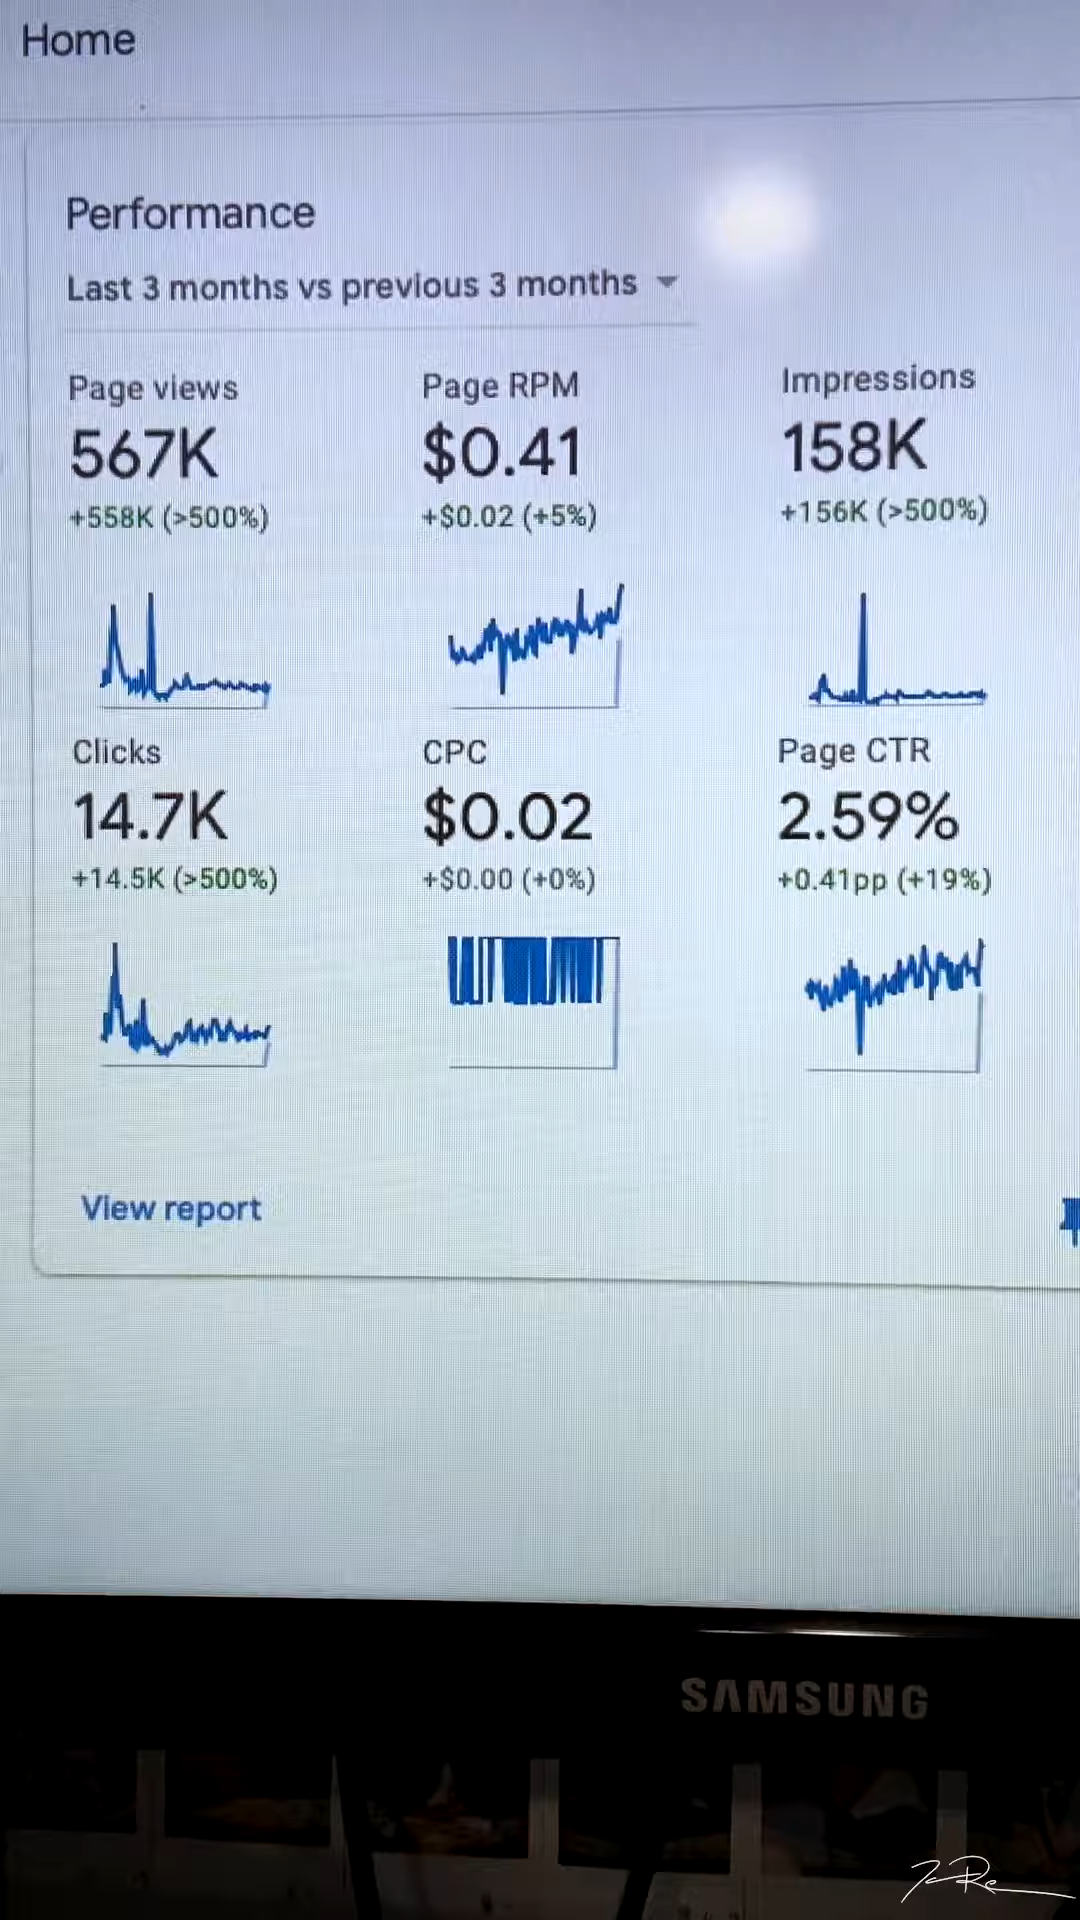 Home
Performance
Last 3 months vs previous 3 months
Page views
Page RPM
Impressions
567K
$0.41
158K
+558K (>500%)
+$0.02 (+5%)
+156K (>500%)
Clicks
CPC
Page CTR
14.7K
$0.02
2.59%
+14.5K (>500%)
+$0.00 (+0%)
+0.41pp (+19%)
View report
SAMSUNG